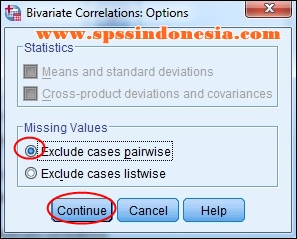 Bivariate Correlations: Options
www.spssindonesia.com
Statistics
Means and standard deviations
Cross-product deviations and covariances
Missing Values
Exclude cases pairwise
Exclude cases listwise
Continue
Cancel
Help